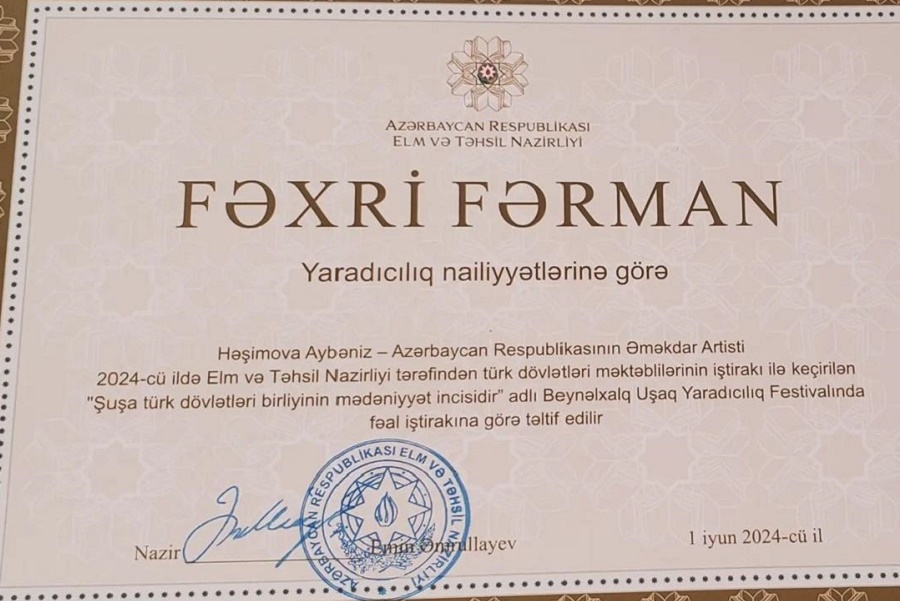 AZƏRBAYCAN RESPUBLİKASI
ELM VƏ TƏHSİL NAZİRLİYİ
FƏXRİ FƏRMAN
Yaradıcılıq nailiyyətlərinə görə
Həşimova Aybəniz – Azərbaycan Respublikasının Əməkdar Artisti
2024-cü ildə Elm və Təhsil Nazirliyi tərəfindən türk dövlətləri məktəblilərinin iştirakı ilə keçirilən
"Şuşa türk dövlətləri birliyinin mədəniyyət incisidir" adlı Beynəlxalq Uşaq Yaradıcılıq Festivalında
fəal iştirakına görə təltif edilir
AZƏRBAYCAN RESPUBLİKASI ELM VƏ TƏHSİL NAZİRLİYİ
Nazir Emin Əmrullayev
1 iyun 2024-cü il